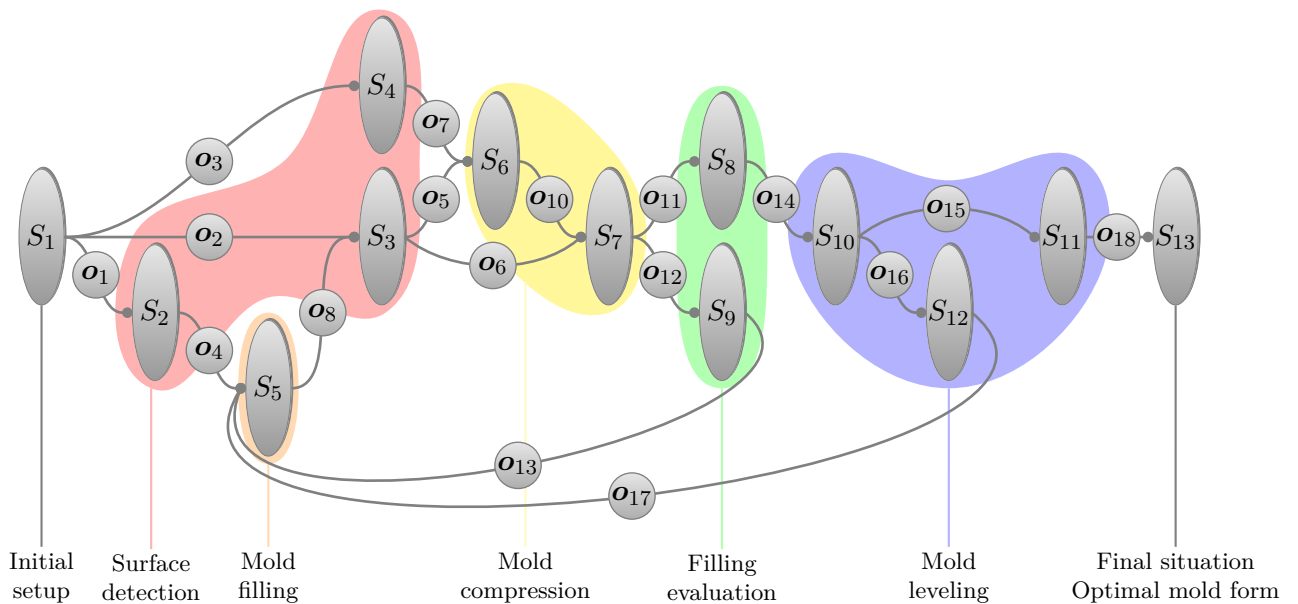 S₄
o₇
S₆
S₈
o₃
o₅
o₁₀
o₁₁
o₁₄
o₁₅
S₁
o₂
S₃
S₇
S₁₀
S₁₁
o₁₈
S₁₃
o₁
o₆
o₁₂
o₁₆
S₂
o₈
S₉
S₁₂
o₄
S₅
o₁₃
o₁₇
Initial
setup
Surface
detection
Mold
filling
Mold
compression
Filling
evaluation
Mold
leveling
Final situation
Optimal mold form